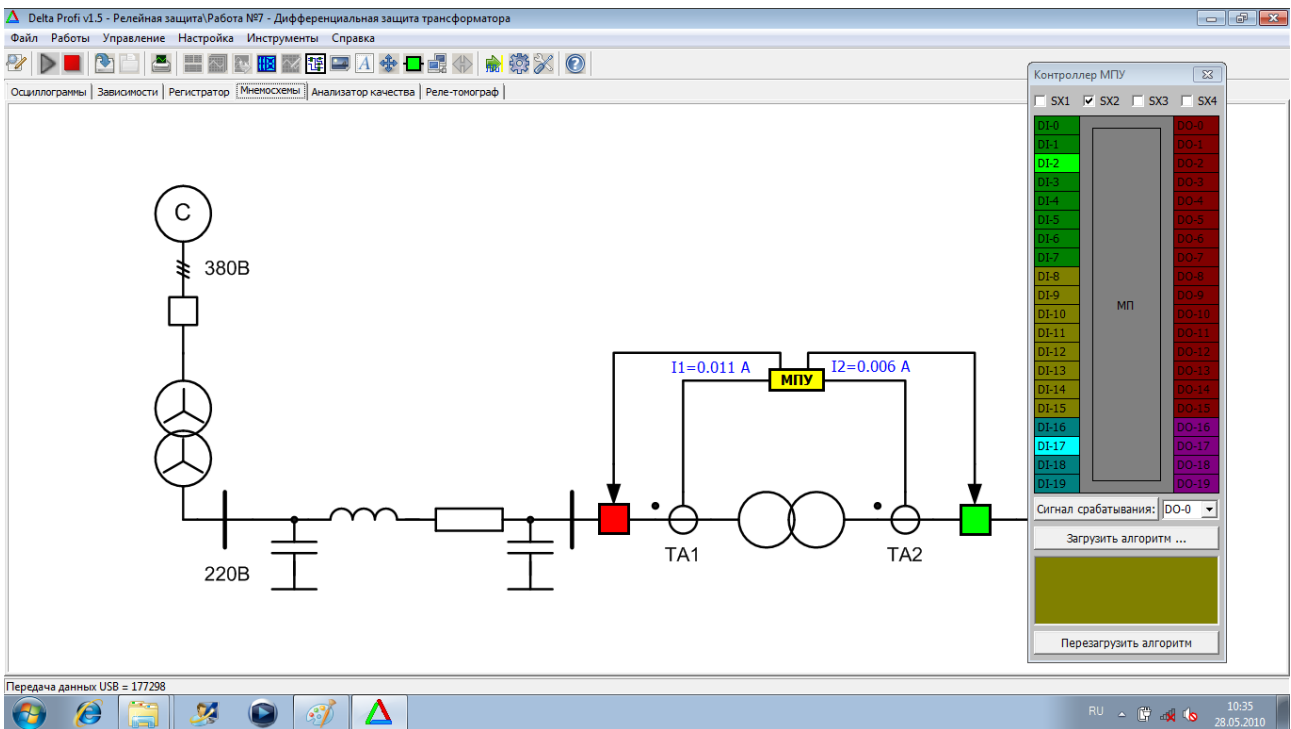 Delta Profi v1.5 - Релейная защита\Работа №7 - Дифференциальная защита трансформатора
Файл Работы Управление Настройка Инструменты Справка
Осциллограммы Зависимости Регистратор Мнемосхемы Анализатор качества Реле-томограф
С
380В
220В
I1=0.011 А
I2=0.006 А
МПУ
ТА1
ТА2
Контроллер МПУ
SX1 SX2 SX3 SX4
DI-0 DO-0
DI-1 DO-1
DI-2 DO-2
DI-3 DO-3
DI-4 DO-4
DI-5 DO-5
DI-6 DO-6
DI-7 DO-7
DI-8 DO-8
DI-9 DO-9
МП
DI-10 DO-10
DI-11 DO-11
DI-12 DO-12
DI-13 DO-13
DI-14 DO-14
DI-15 DO-15
DI-16 DO-16
DI-17 DO-17
DI-18 DO-18
DI-19 DO-19
Сигнал срабатывания: DO-0
Загрузить алгоритм ...
Перезагрузить алгоритм
Передача данных USB = 177298
RU
10:35
28.05.2010